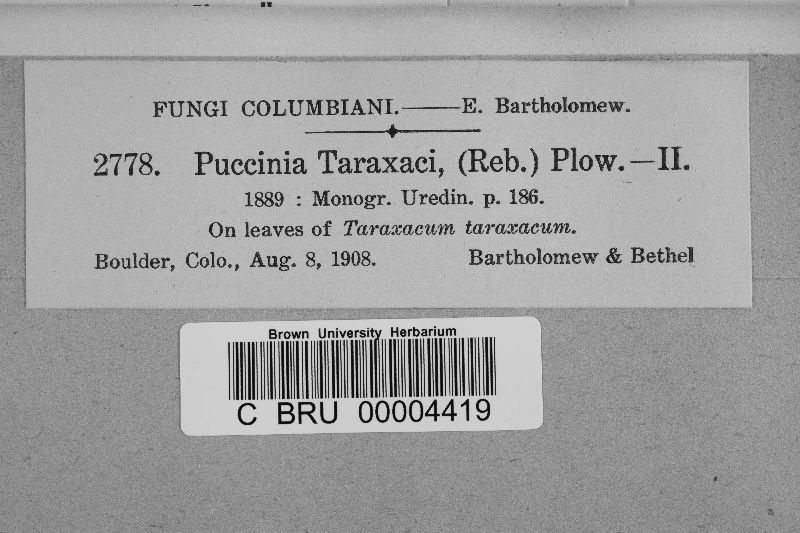 FUNGI COLUMBIANI.——E. Bartholomew.
2778. Puccinia Taraxaci, (Reb.) Plow.—II.
1889 : Monogr. Uredin. p. 186.
On leaves of Taraxacum taraxacum.
Boulder, Colo., Aug. 8, 1908. Bartholomew & Bethel
Brown University Herbarium
C BRU 00004419